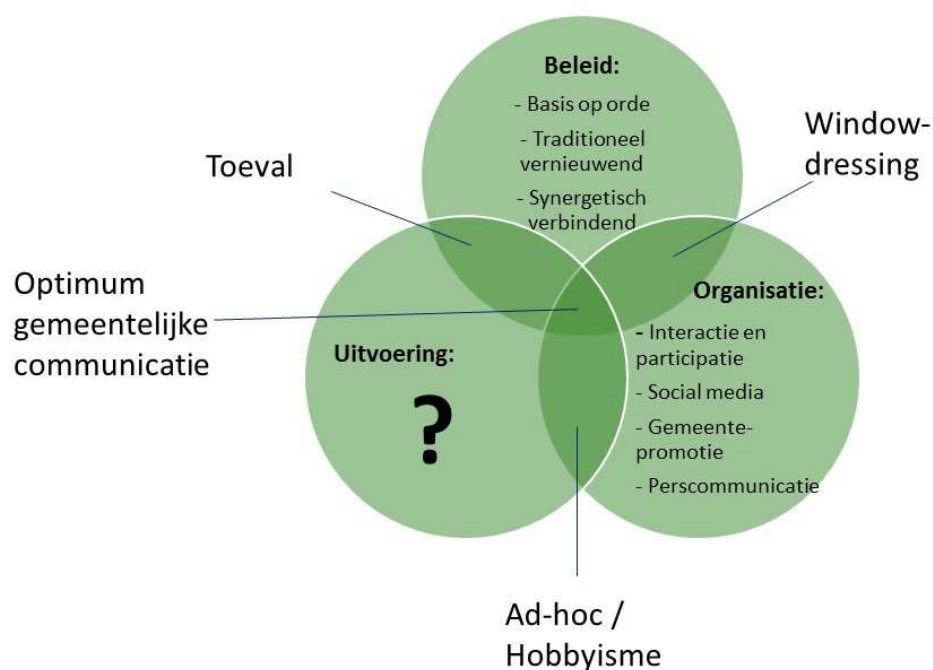 Beleid:
- Basis op orde
- Traditioneel
vernieuwend
- Synergetisch
verbindend
Window-
dressing
Toeval
Optimum
gemeentelijke
communicatie
Uitvoering:
?
Organisatie:
- Interactie en
participatie
- Social media
- Gemeente-
promotie
- Perscommunicatie
Ad-hoc /
Hobbyisme